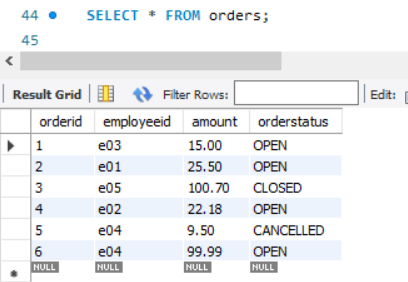 44 SELECT * FROM orders;
45
Result Grid Filter Rows: Edit:
orderid employeeid amount orderstatus
1 e03 15.00 OPEN
2 e01 25.50 OPEN
3 e05 100.70 CLOSED
4 e02 22.18 OPEN
5 e04 9.50 CANCELLED
6 e04 99.99 OPEN
NULL NULL NULL NULL